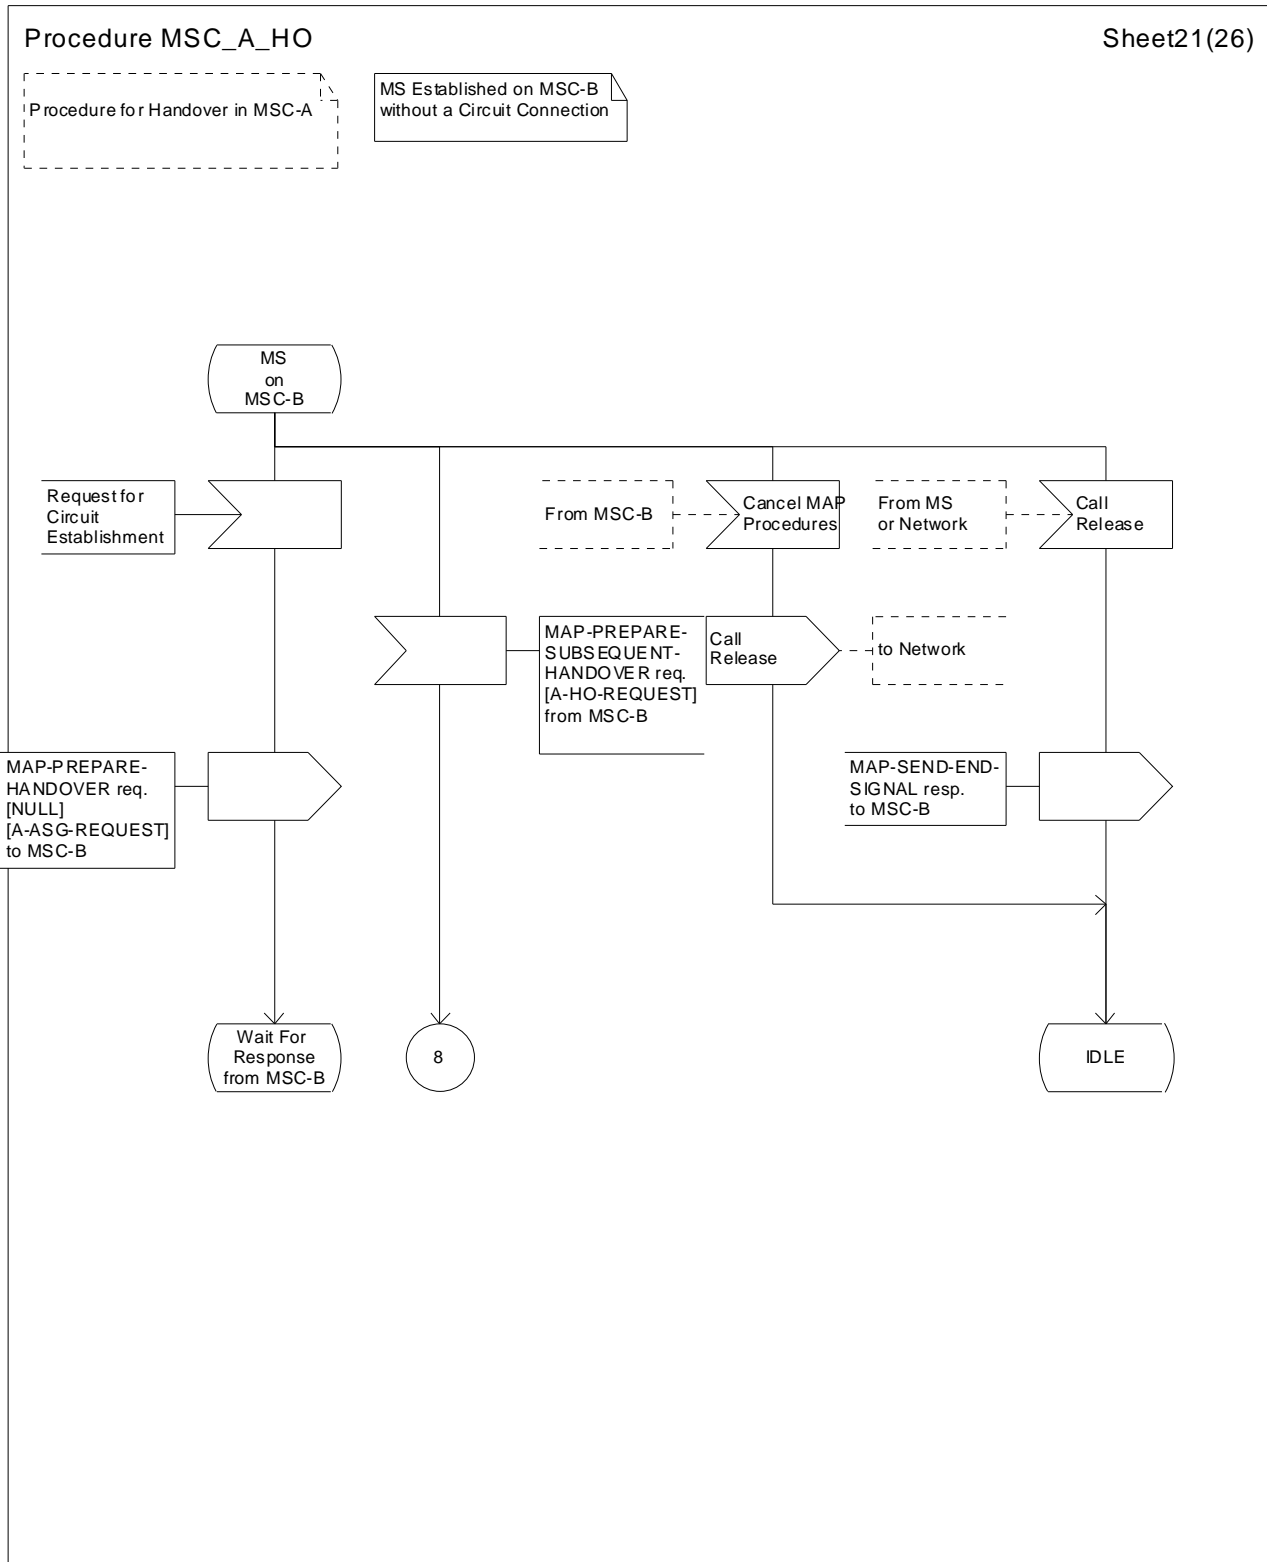 Procedure MSC_A_HO
Sheet21(26)
Procedure for Handover in MSC-A
MS Established on MSC-B
without a Circuit Connection
MS
on
MSC-B
Request for
Circuit
Establishment
From MSC-B
Cancel MAP
Procedures
From MS
or Network
Call
Release
MAP-PREPARE-
SUBSEQUENT-
HANDOVER req.
[A-HO-REQUEST]
from MSC-B
Call
Release
to Network
MAP-PREPARE-
HANDOVER req.
[NULL]
[A-ASG-REQUEST]
to MSC-B
MAP-SEND-END-
SIGNAL resp.
to MSC-B
Wait For
Response
from MSC-B
8
IDLE